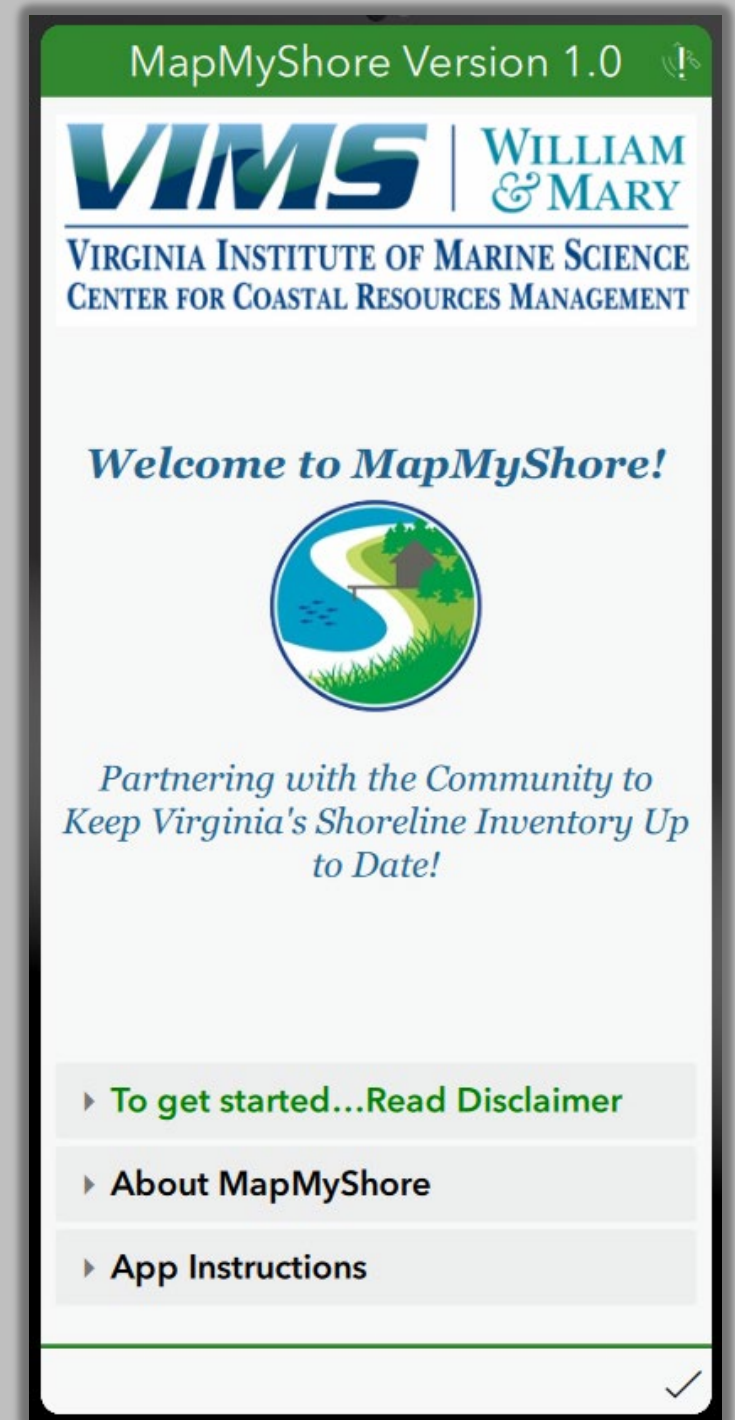 MapMyShore Version 1.0
VIMS
WILLIAM
& MARY
VIRGINIA INSTITUTE OF MARINE SCIENCE
CENTER FOR COASTAL RESOURCES MANAGEMENT
Welcome to MapMyShore!
Partnering with the Community to
Keep Virginia's Shoreline Inventory Up
to Date!
To get started...Read Disclaimer
About MapMyShore
App Instructions